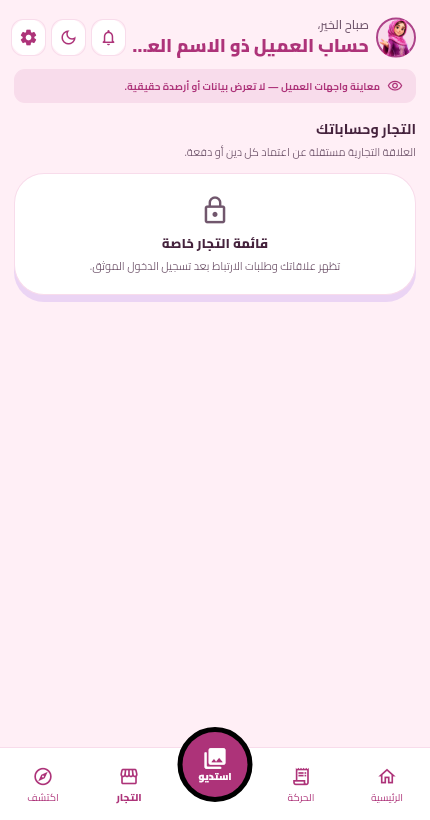 صباح الخير،
حساب العميل ذو الاسم الع...
معاينة واجهات العميل — لا تعرض بيانات أو أرصدة حقيقية.
التجار وحساباتك
العلاقة التجارية مستقلة عن اعتماد كل دين أو دفعة.
قائمة التجار خاصة
تظهر علاقاتك وطلبات الارتباط بعد تسجيل الدخول الموثق.
الرئيسية
الحركة
استديو
التجار
اكتشف